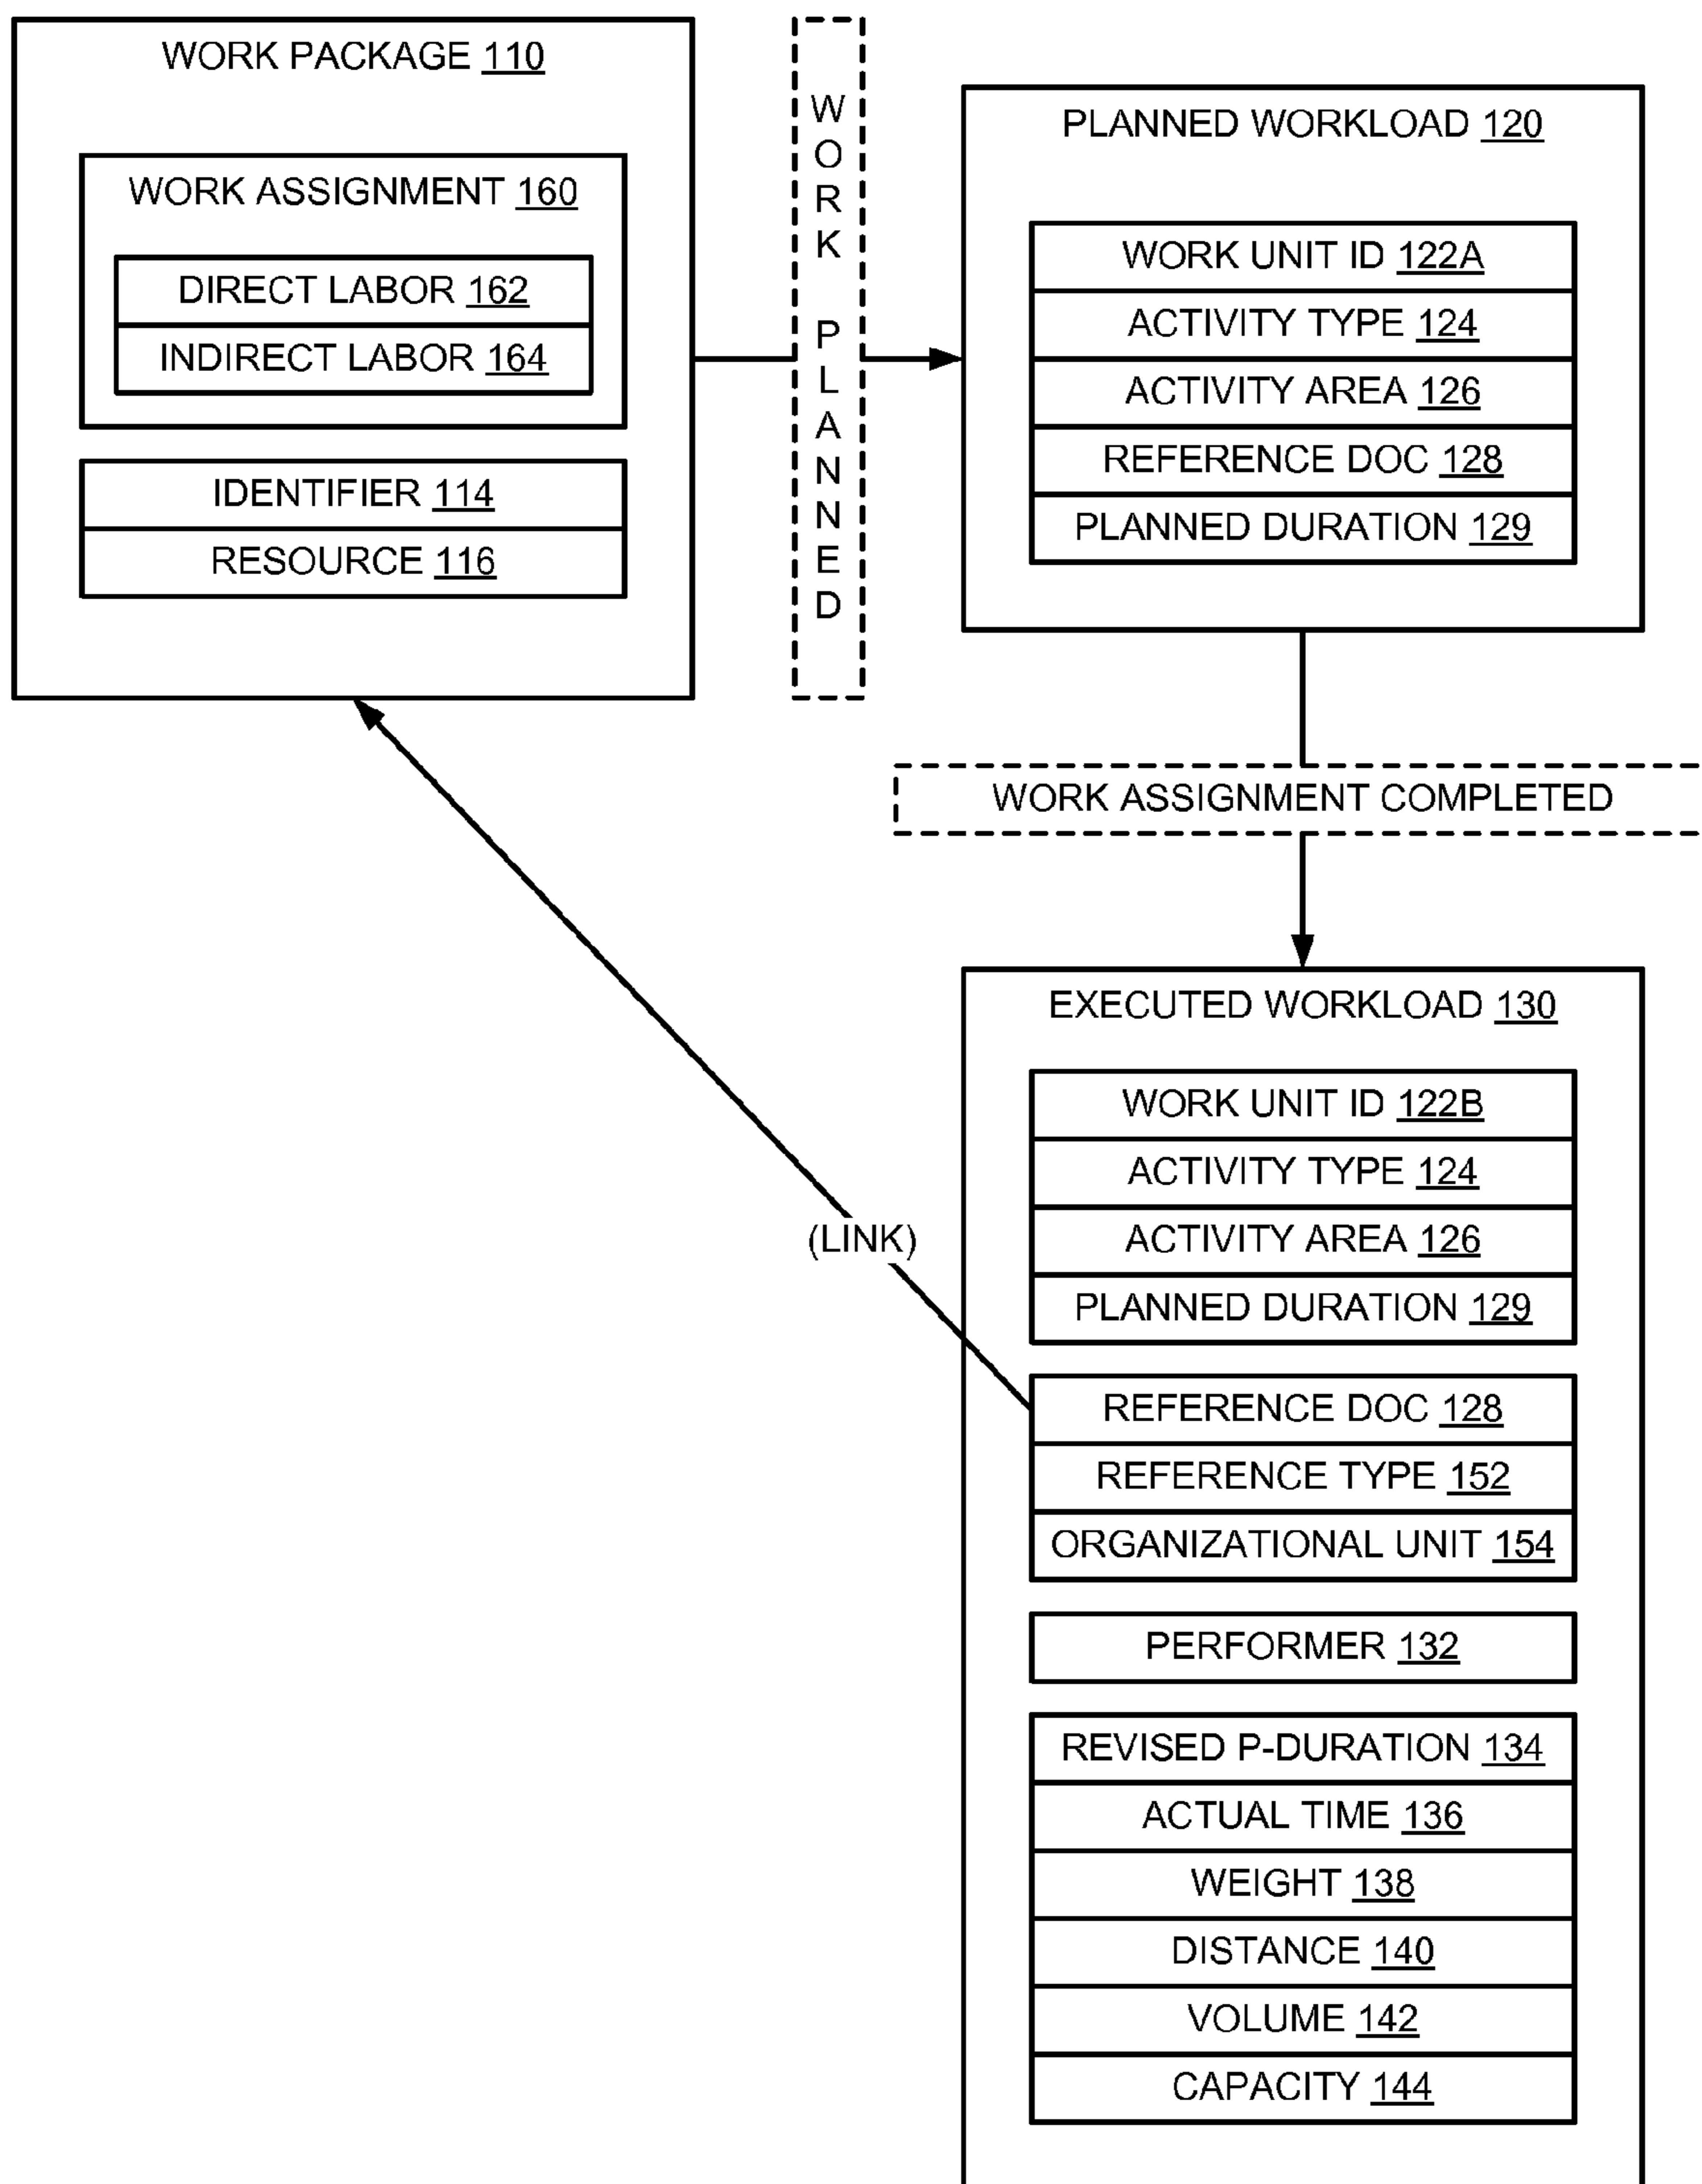 WORK PACKAGE 110
WORK ASSIGNMENT 160
DIRECT LABOR 162
INDIRECT LABOR 164
IDENTIFIER 114
RESOURCE 116
WORK PLANNED
PLANNED WORKLOAD 120
WORK UNIT ID 122A
ACTIVITY TYPE 124
ACTIVITY AREA 126
REFERENCE DOC 128
PLANNED DURATION 129
WORK ASSIGNMENT COMPLETED
(LINK)
EXECUTED WORKLOAD 130
WORK UNIT ID 122B
ACTIVITY TYPE 124
ACTIVITY AREA 126
PLANNED DURATION 129
REFERENCE DOC 128
REFERENCE TYPE 152
ORGANIZATIONAL UNIT 154
PERFORMER 132
REVISED P-DURATION 134
ACTUAL TIME 136
WEIGHT 138
DISTANCE 140
VOLUME 142
CAPACITY 144